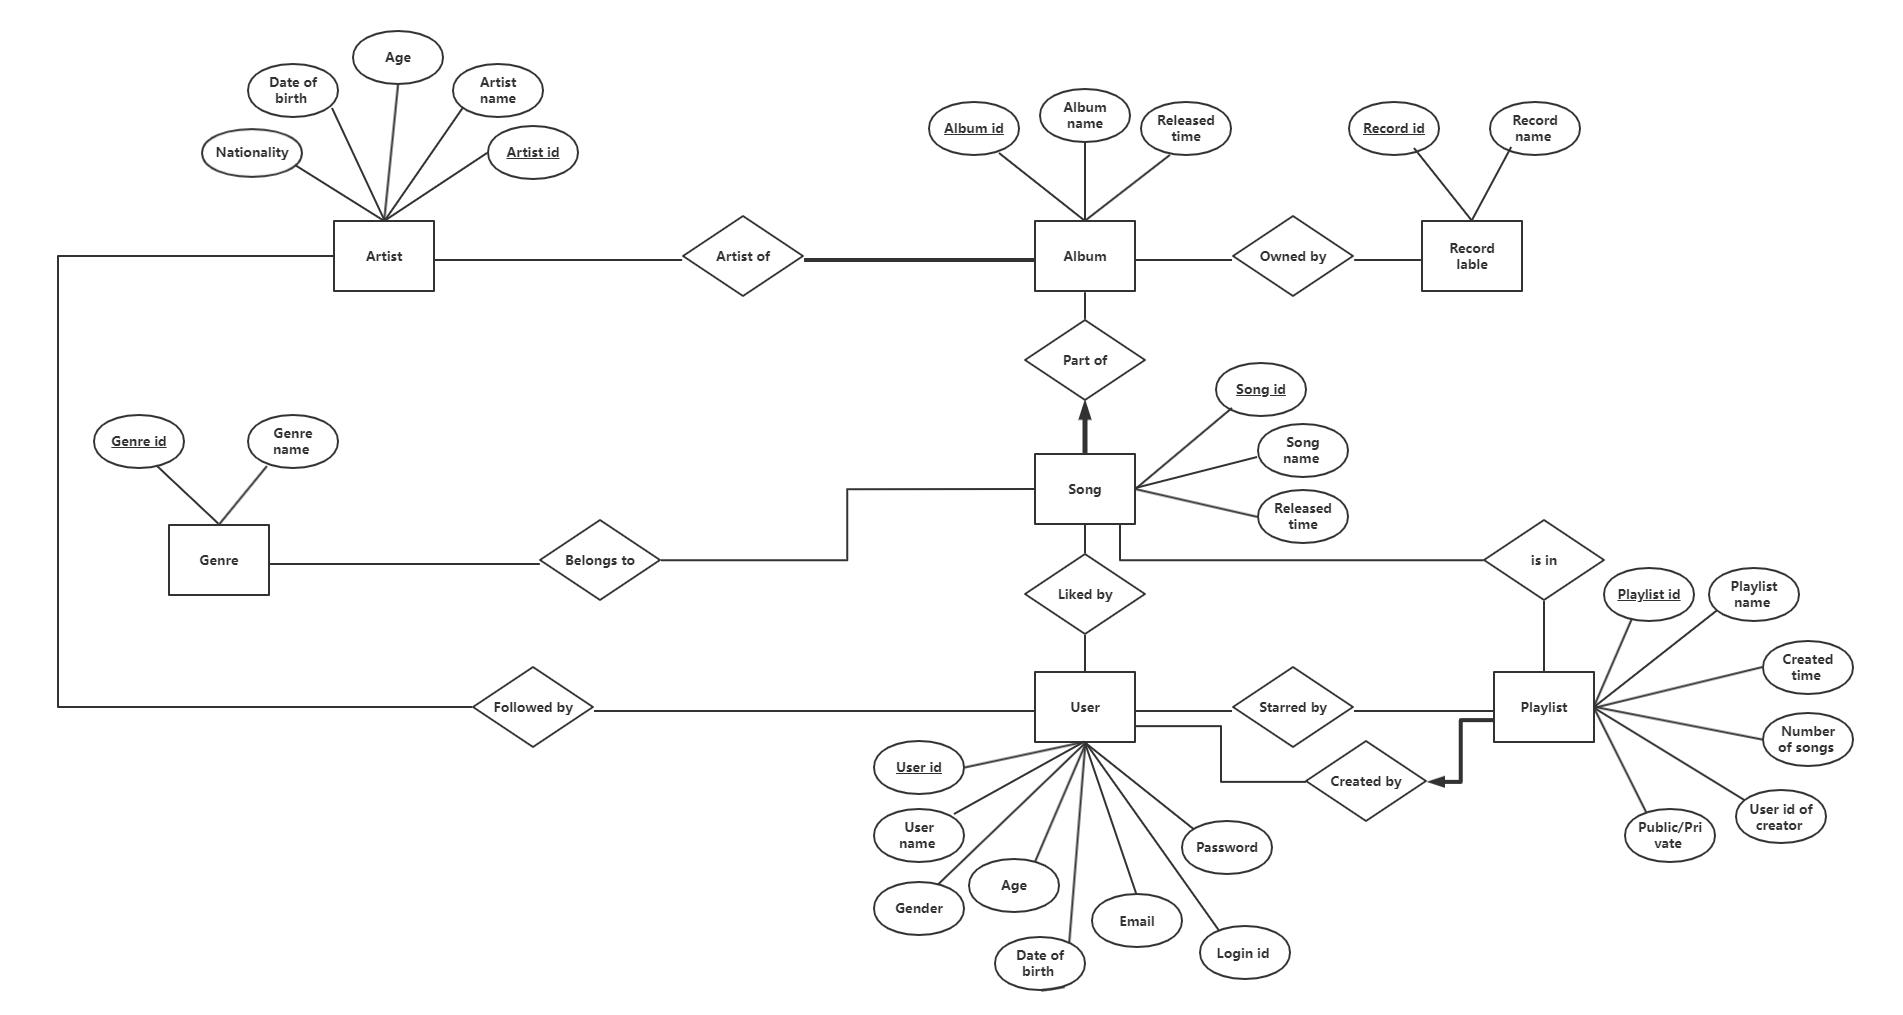 Age
Date of
birth
Artist
name
Nationality
Artist id
Album id
Album
name
Released
time
Record id
Record
name
Artist
Artist of
Album
Owned by
Record
lable
Part of
Song id
Genre id
Genre
name
Song
name
Song
Released
time
Genre
Belongs to
is in
Liked by
Playlist id
Playlist
name
Created
time
Followed by
User
Starred by
Playlist
Number
of songs
User id
Created by
User id of
creator
User
name
Password
Public/Pri
vate
Age
Gender
Email
Date of
birth
Login id